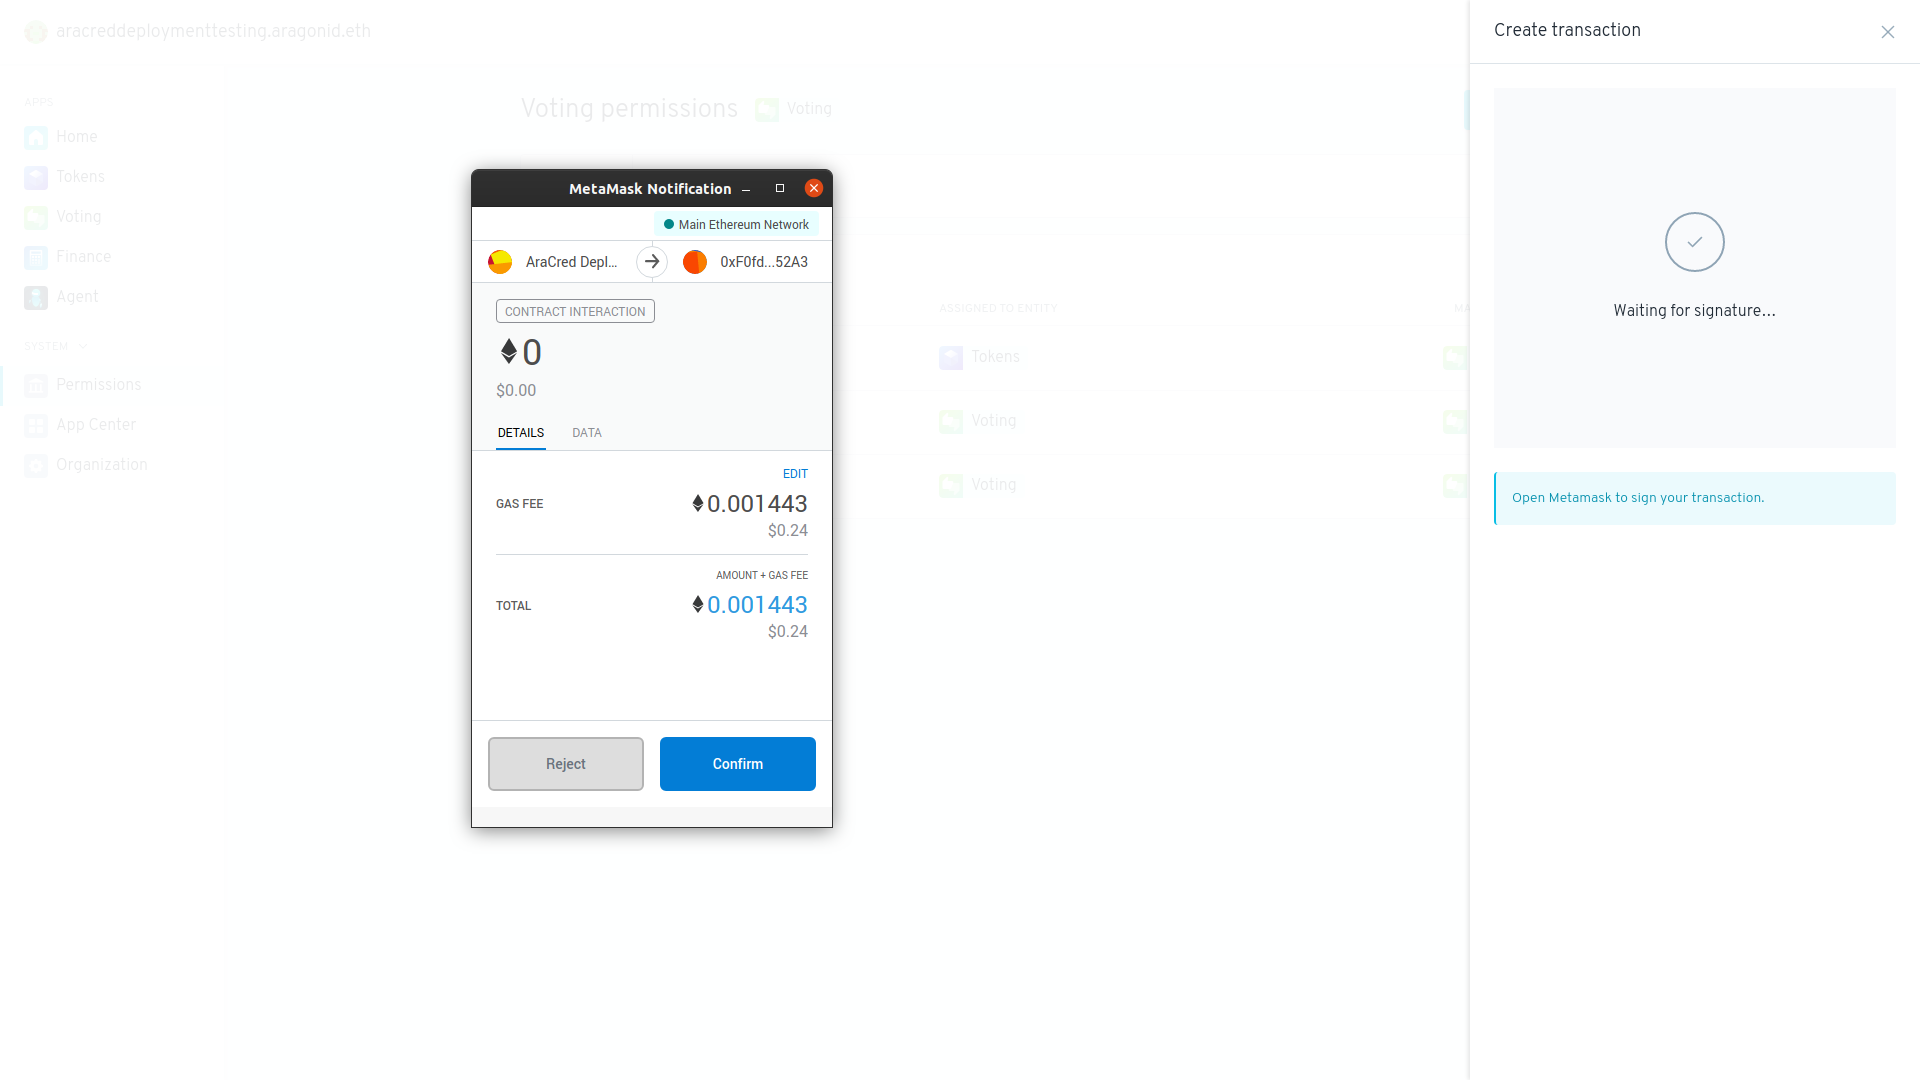 aracreddeploymenttesting.aragonid.eth
APPS
Home
Tokens
Voting
Finance
Agent
SYSTEM
Permissions
App Center
Organization
Voting permissions
Voting
ASSIGNED TO ENTITY
MA
Tokens
Voting
Voting
MetaMask Notification
Main Ethereum Network
AraCred Depl...
0xF0fd...52A3
CONTRACT INTERACTION
0
$0.00
DETAILS DATA
EDIT
GAS FEE 0.001443
$0.24
AMOUNT + GAS FEE
TOTAL 0.001443
$0.24
Reject Confirm
Create transaction
Waiting for signature...
Open Metamask to sign your transaction.